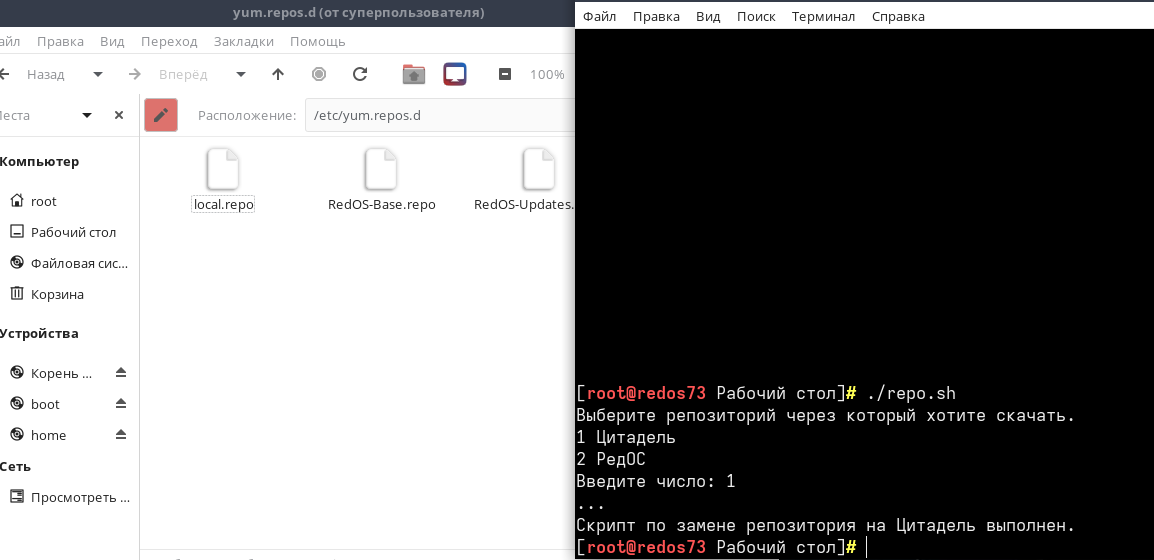 yum.repos.d (от суперпользователя)
айл Правка Вид Переход Закладки Помощь
Назад Вперёд 100%
Места Расположение: /etc/yum.repos.d
Компьютер
root
Рабочий стол
Файловая сис...
Корзина
Устройства
Корень ...
boot
home
Сеть
Просмотреть ...
local.repo RedOS-Base.repo RedOS-Updates.
Файл Правка Вид Поиск Терминал Справка
[root@redos73 Рабочий стол]# ./repo.sh
Выберите репозиторий через который хотите скачать.
1 Цитадель
2 РедОС
Введите число: 1
...
Скрипт по замене репозитория на Цитадель выполнен.
[root@redos73 Рабочий стол]#